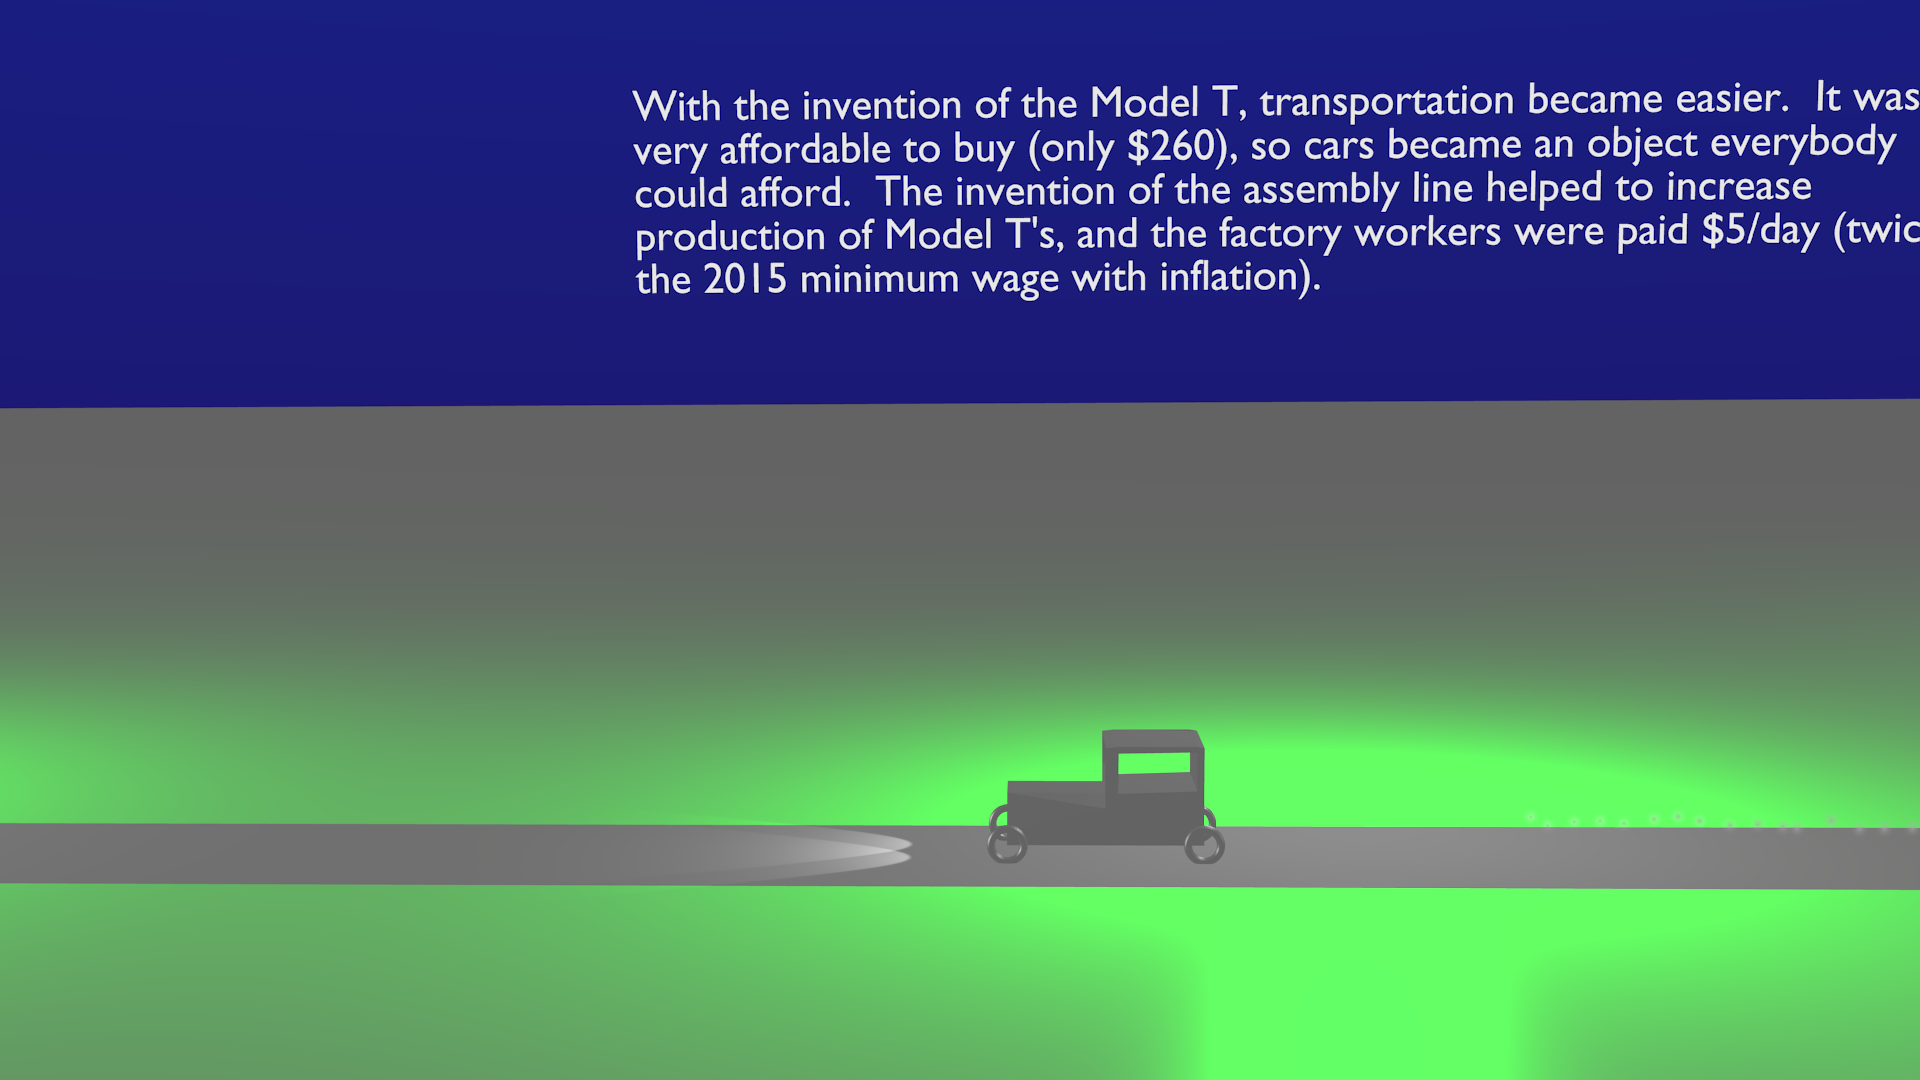 With the invention of the Model T, transportation became easier.  It was
very affordable to buy (only $260), so cars became an object everybody
could afford.  The invention of the assembly line helped to increase
production of Model T's, and the factory workers were paid $5/day (twic
the 2015 minimum wage with inflation).